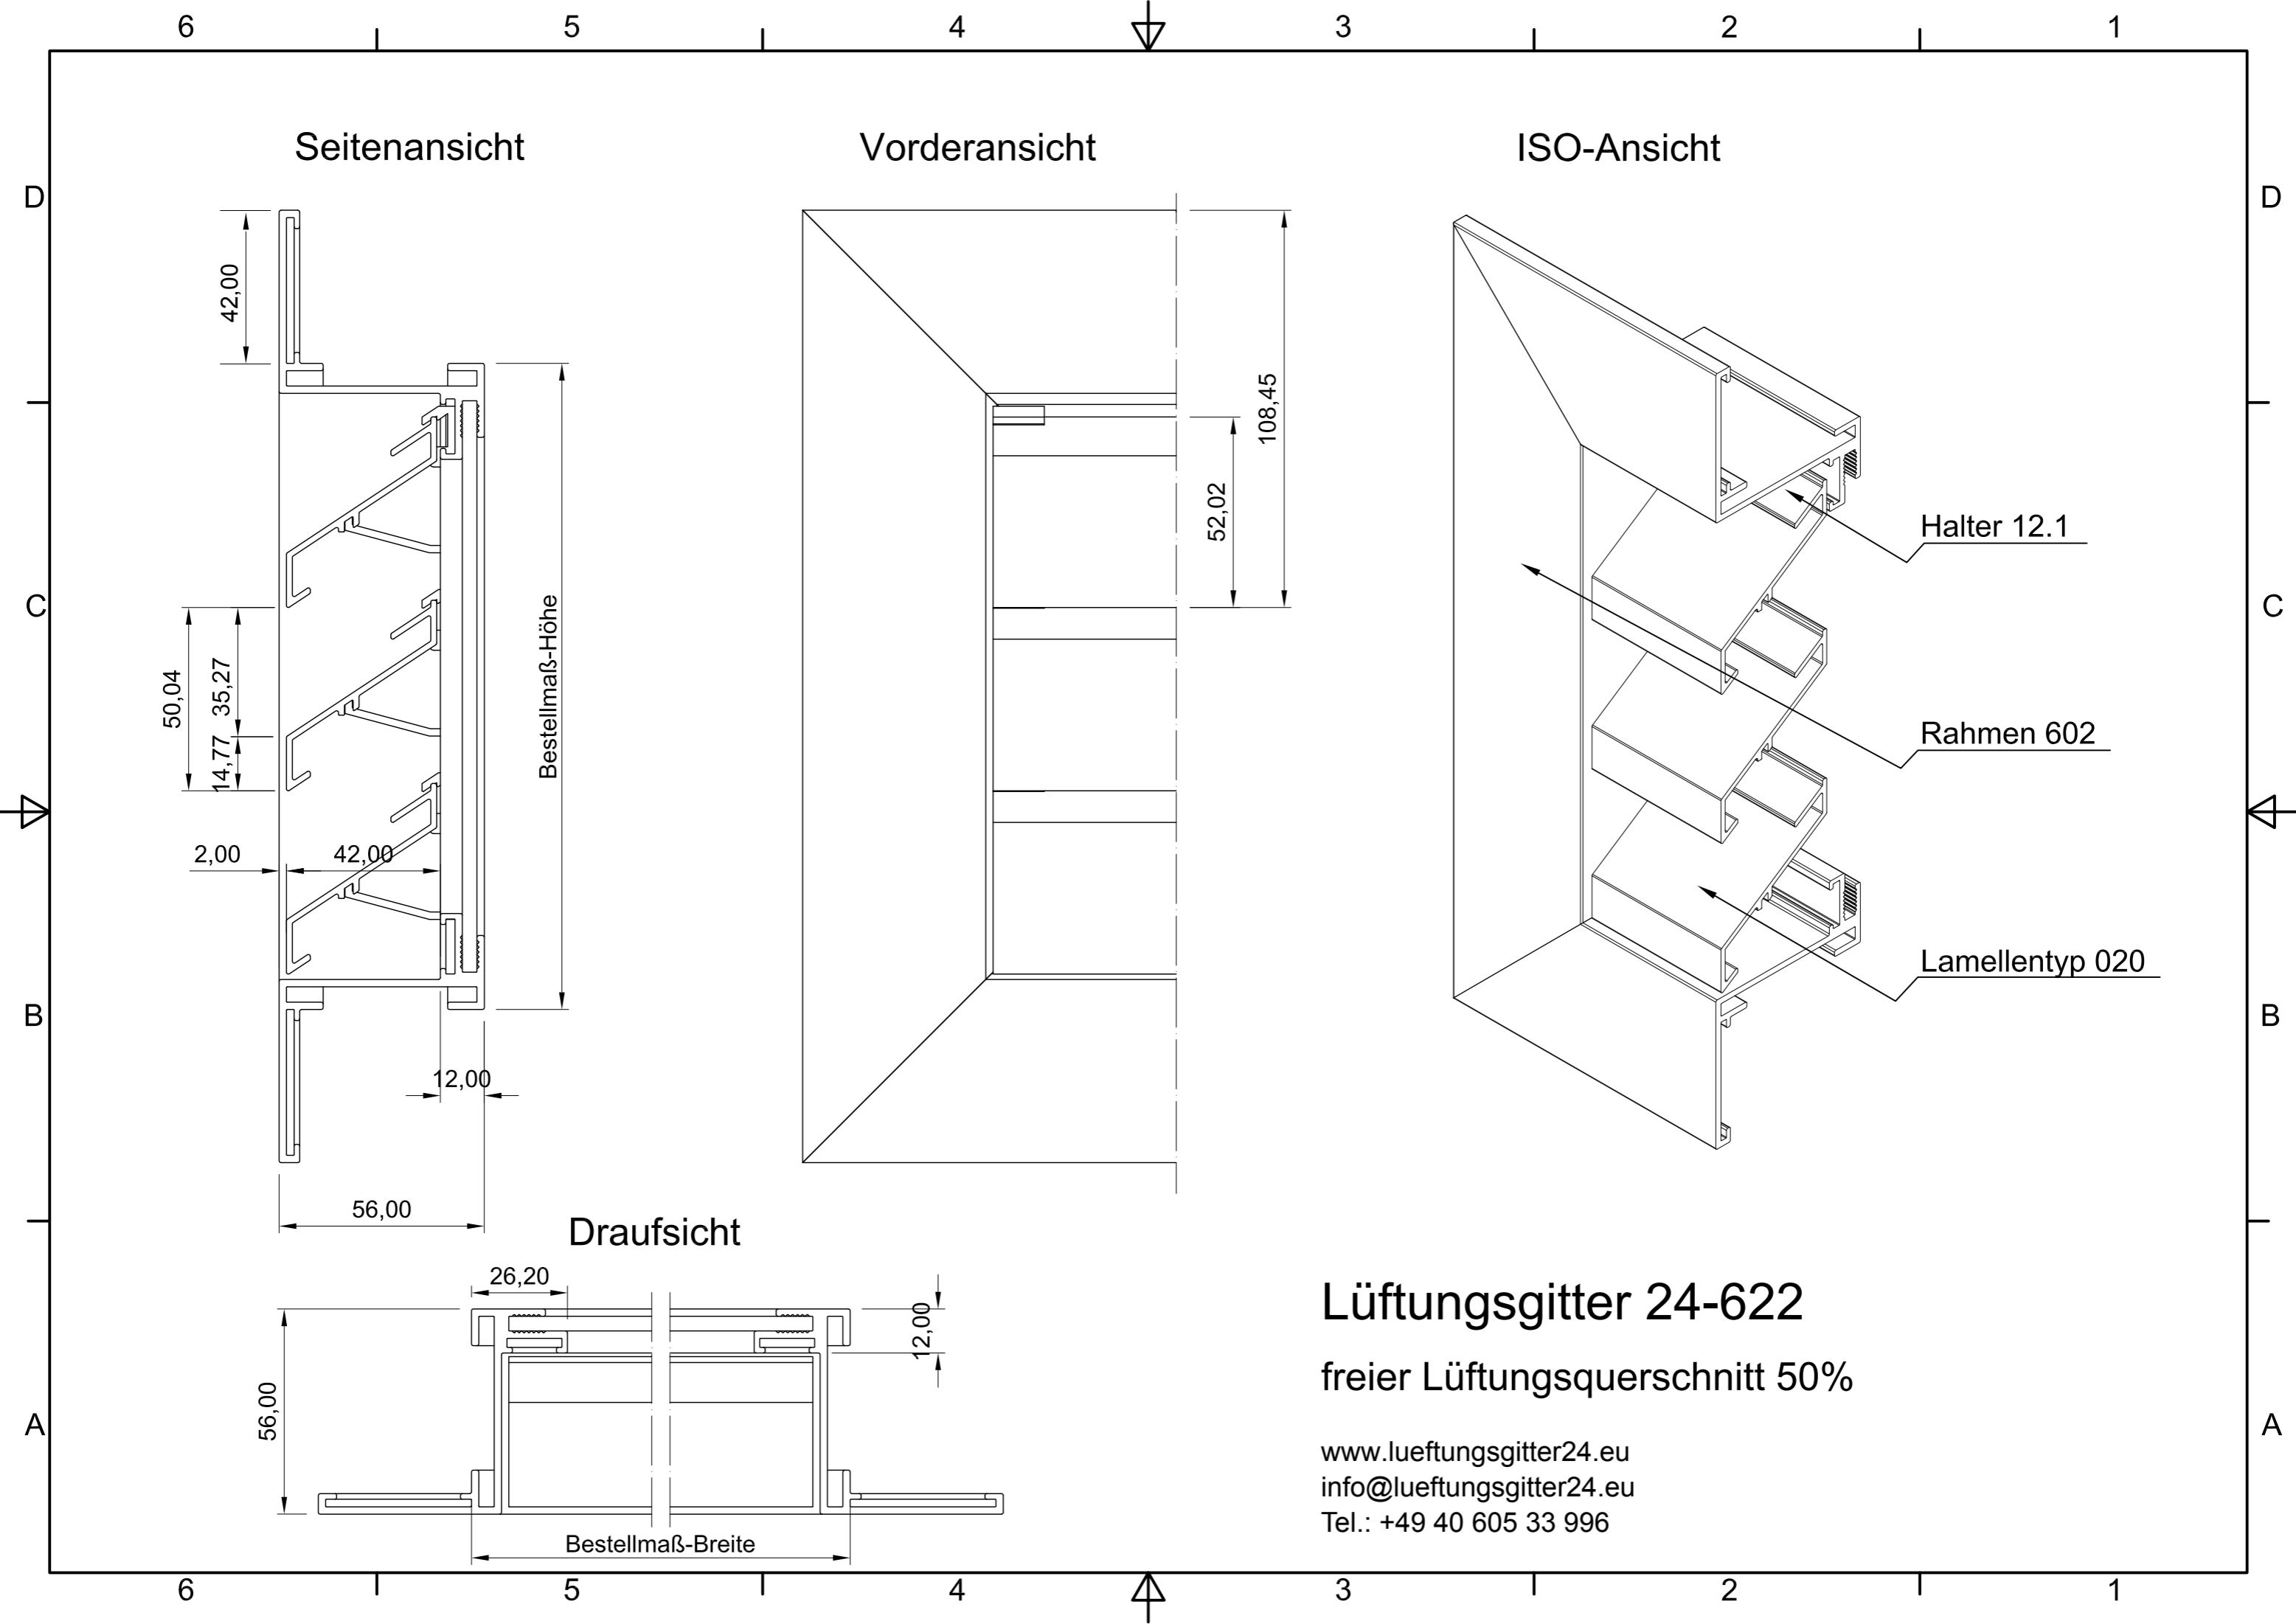 6 5 4 3 2 1
Seitenansicht
Vorderansicht
ISO-Ansicht
D D
42,00
108,45
52,02
Halter 12.1
C C
Bestellmaß-Höhe
50,04
35,27
14,77
Rahmen 602
2,00
42,00
Lamellentyp 020
B B
12,00
56,00
Draufsicht
26,20
12,00
56,00
Bestellmaß-Breite
Lüftungsgitter 24-622
freier Lüftungsquerschnitt 50%
A A
www.lueftungsgitter24.eu
info@lueftungsgitter24.eu
Tel.: +49 40 605 33 996
6 5 4 3 2 1